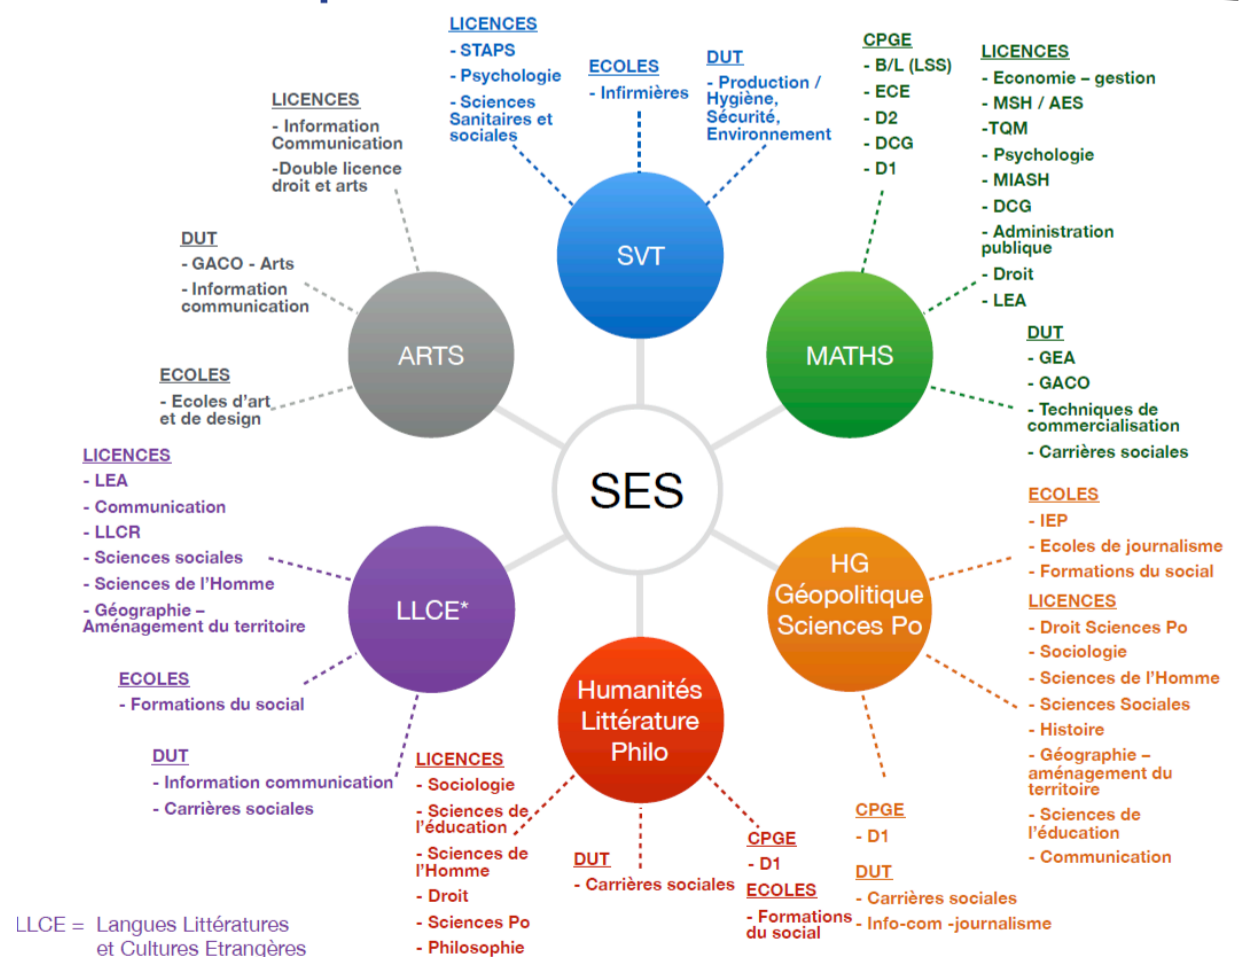 LICENCES
- STAPS
- Psychologie
- Sciences
Sanitaires et
sociales
ECOLES
- Infirmières
DUT
- Production /
Hygiène,
Sécurité,
Environnement
CPGE
- B/L (LSS)
- ECE
- D2
- DCG
- D1
LICENCES
- Economie – gestion
- MSH / AES
-TQM
- Psychologie
- MIASH
- DCG
- Administration
publique
- Droit
- LEA
DUT
- GEA
- GACO
- Techniques de
commercialisation
- Carrières sociales
LICENCES
- Information
Communication
-Double licence
droit et arts
DUT
- GACO - Arts
- Information
communication
ECOLES
- Ecoles d'art
et de design
SVT
ARTS
MATHS
SES
LLCE*
HG
Géopolitique
Sciences Po
Humanités
Littérature
Philo
LICENCES
- LEA
- Communication
- LLCR
- Sciences sociales
- Sciences de l'Homme
- Géographie –
Aménagement du territoire
ECOLES
- Formations du social
DUT
- Information communication
- Carrières sociales
ECOLES
- IEP
- Ecoles de journalisme
- Formations du social
LICENCES
- Droit Sciences Po
- Sociologie
- Sciences de l'Homme
- Sciences Sociales
- Histoire
- Géographie –
aménagement du
territoire
- Sciences de
l'éducation
- Communication
CPGE
- D1
DUT
- Carrières sociales
- Info-com -journalisme
LICENCES
- Sociologie
- Sciences de
l'éducation
- Sciences de
l'Homme
- Droit
- Sciences Po
- Philosophie
DUT
- Carrières sociales
CPGE
- D1
ECOLES
- Formations
du social
LLCE = Langues Littératures
et Cultures Etrangères